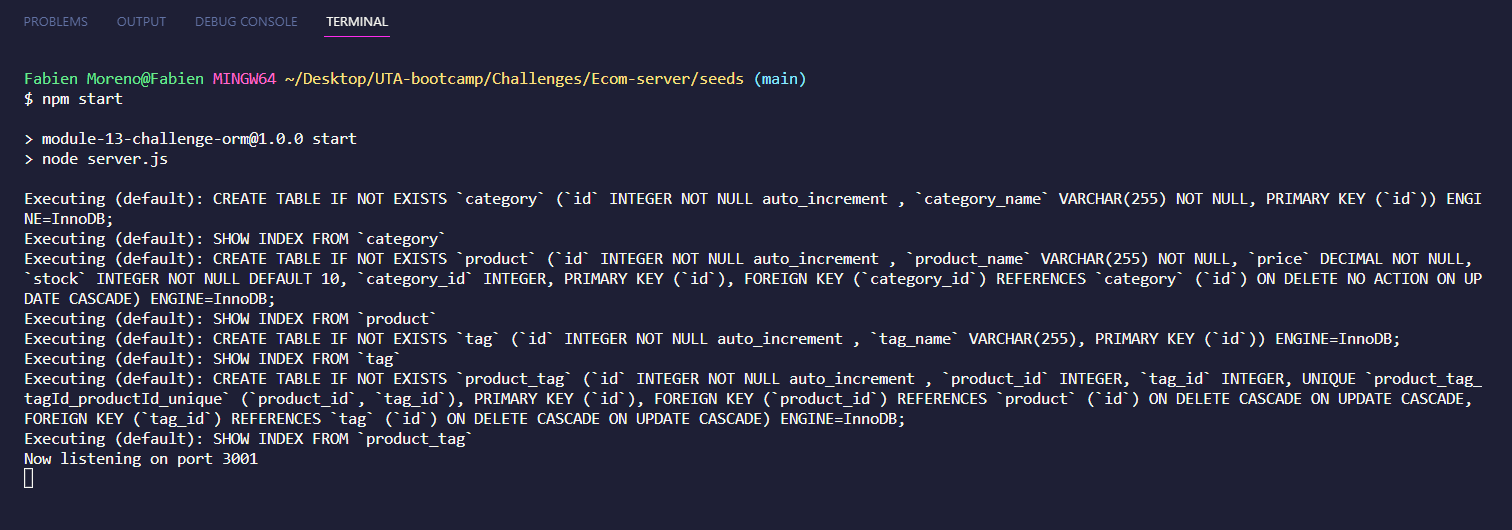 PROBLEMS OUTPUT DEBUG CONSOLE TERMINAL
Fabien Moreno@Fabien MINGW64 ~/Desktop/UTA-bootcamp/Challenges/Ecom-server/seeds (main)
$ npm start
> module-13-challenge-orm@1.0.0 start
> node server.js
Executing (default): CREATE TABLE IF NOT EXISTS `category` (`id` INTEGER NOT NULL auto_increment , `category_name` VARCHAR(255) NOT NULL, PRIMARY KEY (`id`)) ENGI
NE=InnoDB;
Executing (default): SHOW INDEX FROM `category`
Executing (default): CREATE TABLE IF NOT EXISTS `product` (`id` INTEGER NOT NULL auto_increment , `product_name` VARCHAR(255) NOT NULL, `price` DECIMAL NOT NULL,
`stock` INTEGER NOT NULL DEFAULT 10, `category_id` INTEGER, PRIMARY KEY (`id`), FOREIGN KEY (`category_id`) REFERENCES `category` (`id`) ON DELETE NO ACTION ON UP
DATE CASCADE) ENGINE=InnoDB;
Executing (default): SHOW INDEX FROM `product`
Executing (default): CREATE TABLE IF NOT EXISTS `tag` (`id` INTEGER NOT NULL auto_increment , `tag_name` VARCHAR(255), PRIMARY KEY (`id`)) ENGINE=InnoDB;
Executing (default): SHOW INDEX FROM `tag`
Executing (default): CREATE TABLE IF NOT EXISTS `product_tag` (`id` INTEGER NOT NULL auto_increment , `product_id` INTEGER, `tag_id` INTEGER, UNIQUE `product_tag_
tagId_productId_unique` (`product_id`, `tag_id`), PRIMARY KEY (`id`), FOREIGN KEY (`product_id`) REFERENCES `product` (`id`) ON DELETE CASCADE ON UPDATE CASCADE,
FOREIGN KEY (`tag_id`) REFERENCES `tag` (`id`) ON DELETE CASCADE ON UPDATE CASCADE) ENGINE=InnoDB;
Executing (default): SHOW INDEX FROM `product_tag`
Now listening on port 3001